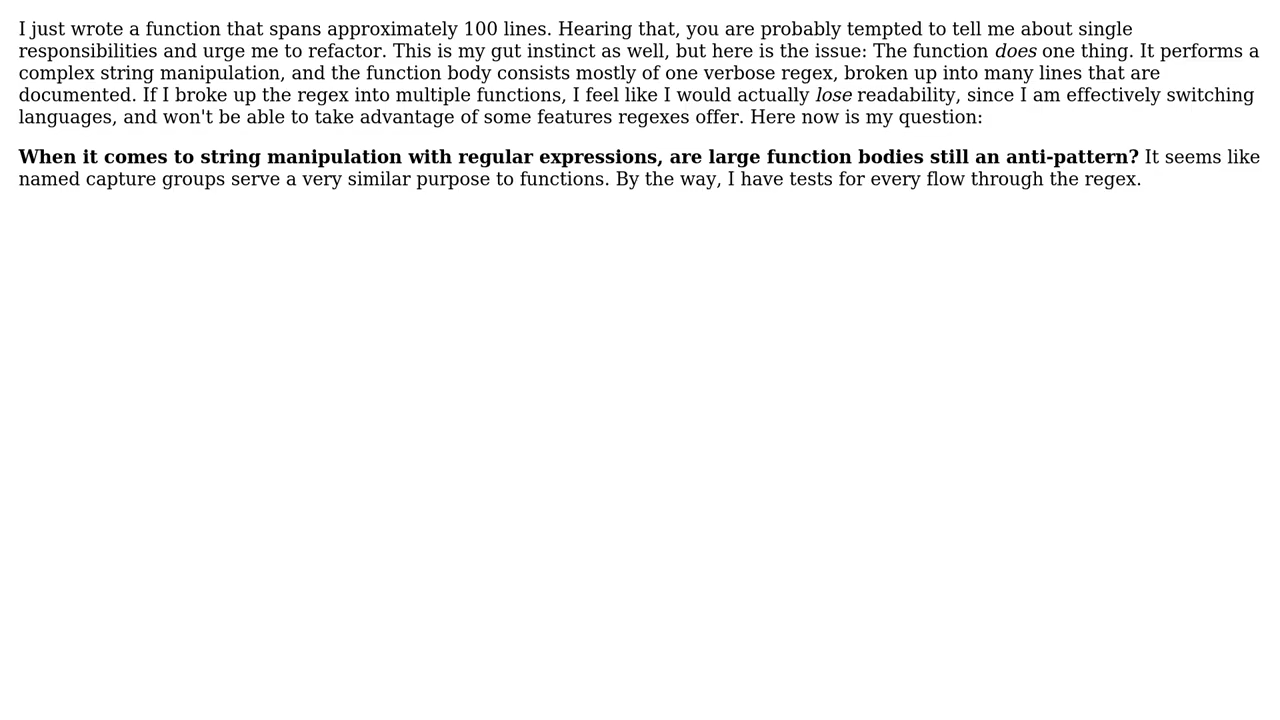 I just wrote a function that spans approximately 100 lines. Hearing that, you are probably tempted to tell me about single
responsibilities and urge me to refactor. This is my gut instinct as well, but here is the issue: The function does one thing. It performs a
complex string manipulation, and the function body consists mostly of one verbose regex, broken up into many lines that are
documented. If I broke up the regex into multiple functions, I feel like I would actually lose readability, since I am effectively switching
languages, and won't be able to take advantage of some features regexes offer. Here now is my question:
When it comes to string manipulation with regular expressions, are large function bodies still an anti-pattern? It seems like
named capture groups serve a very similar purpose to functions. By the way, I have tests for every flow through the regex.